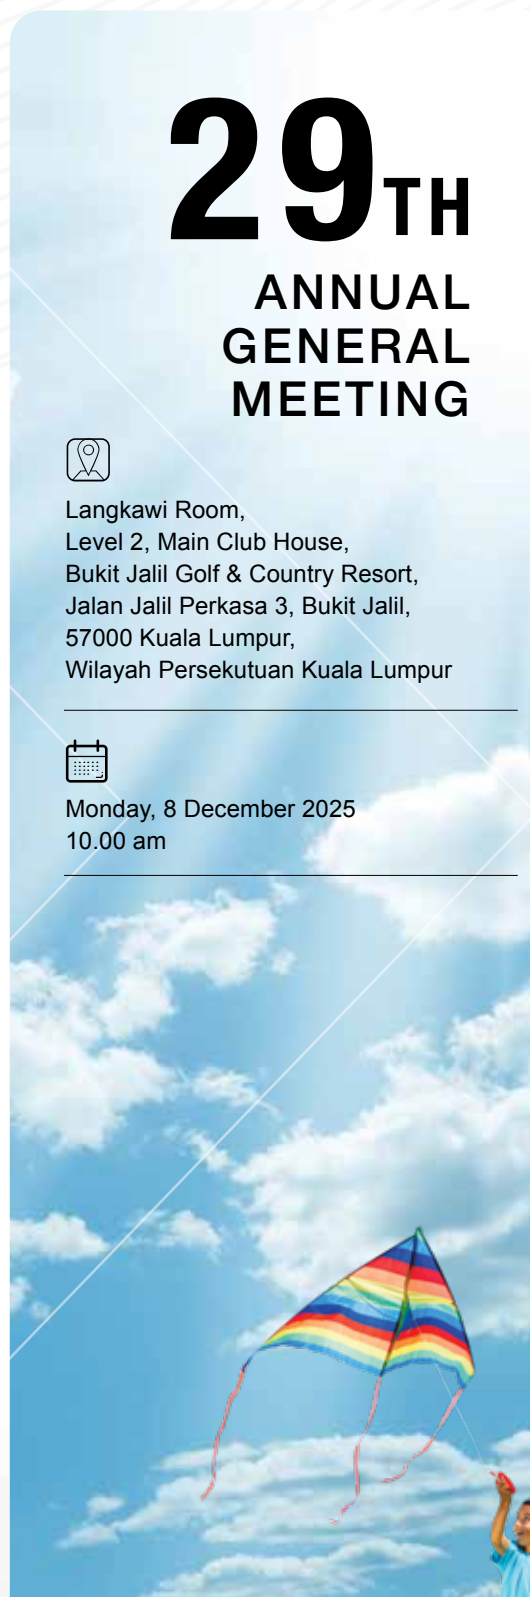 29TH
ANNUAL
GENERAL
MEETING
Langkawi Room,
Level 2, Main Club House,
Bukit Jalil Golf & Country Resort,
Jalan Jalil Perkasa 3, Bukit Jalil,
57000 Kuala Lumpur,
Wilayah Persekutuan Kuala Lumpur
Monday, 8 December 2025
10.00 am